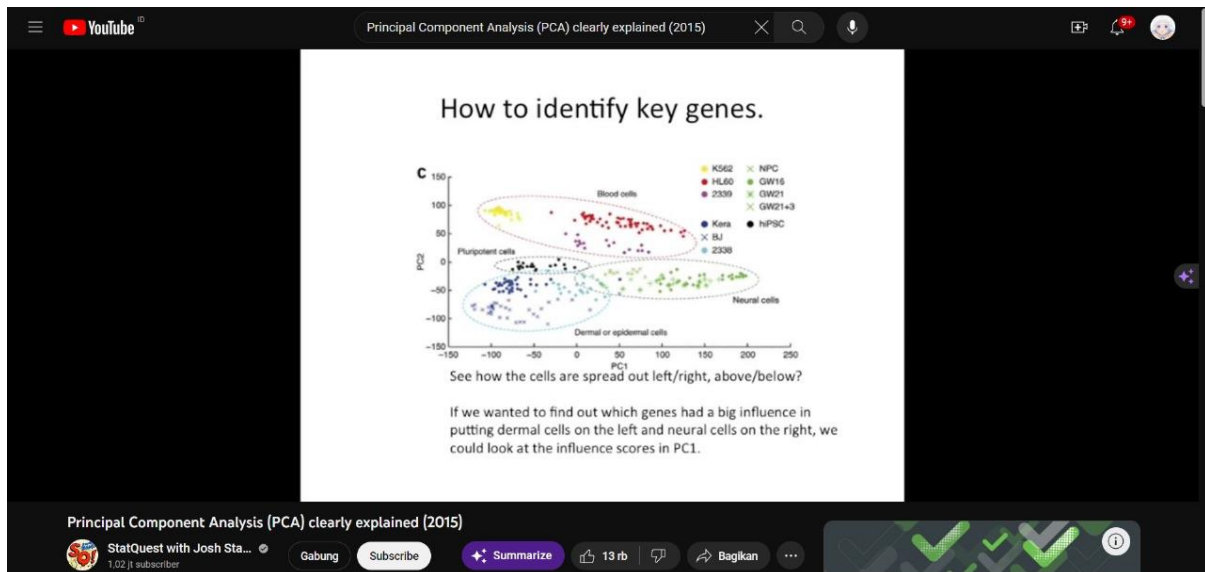 YouTube ID
Principal Component Analysis (PCA) clearly explained (2015)
9+
How to identify key genes.
C
150
100
50
0
−50
−100
−150
PC2
Blood cells
Pluripotent cells
Neural cells
Dermal or epidermal cells
K562
HL60
2339
Kera
BJ
2338
NPC
GW16
GW21
GW21+3
hiPSC
−150 −100 −50 0 50 100 150 200 250
PC1
See how the cells are spread out left/right, above/below?
If we wanted to find out which genes had a big influence in
putting dermal cells on the left and neural cells on the right, we
could look at the influence scores in PC1.
Principal Component Analysis (PCA) clearly explained (2015)
StatQuest with Josh Sta...
1,02 jt subscriber
Gabung
Subscribe
Summarize
13 rb
Bagikan